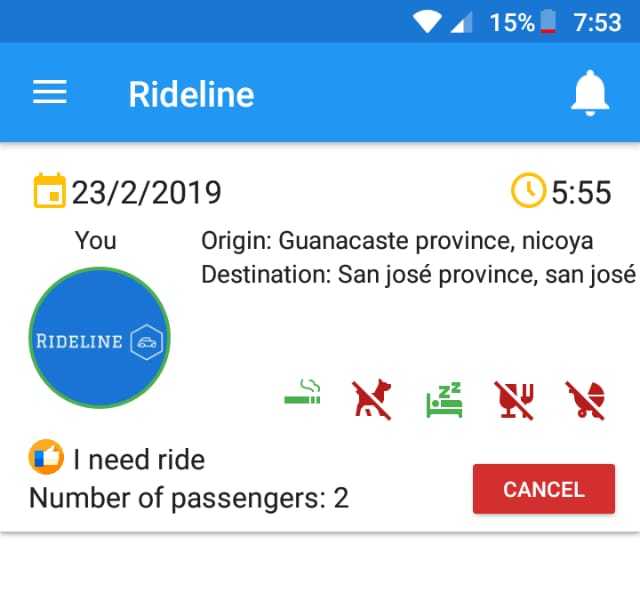 15% 7:53
Rideline
23/2/2019 5:55
You
Origin: Guanacaste province, nicoya
Destination: San josé province, san josé
RIDELINE
zzz
I need ride
Number of passengers: 2
CANCEL